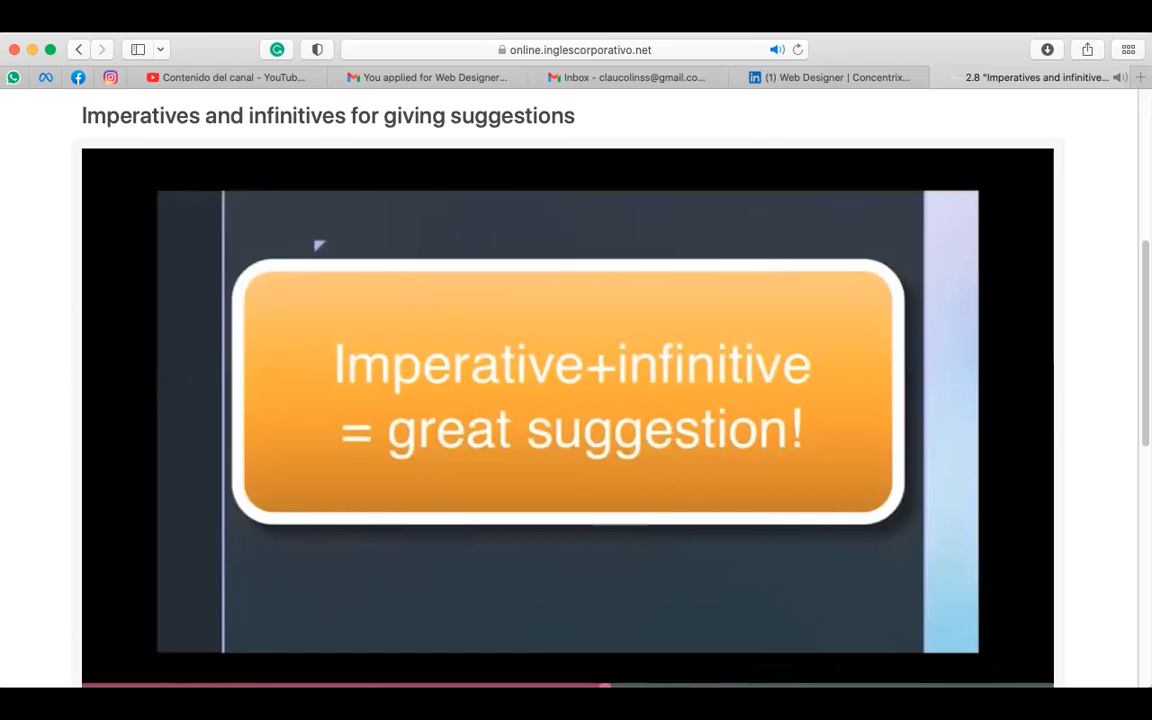 online.inglescorporativo.net
Contenido del canal - YouTub...
You applied for Web Designer...
Inbox - claucolinss@gmail.co...
(1) Web Designer | Concentrix...
2.8 "Imperatives and infinitive...
Imperatives and infinitives for giving suggestions
Imperative+infinitive
= great suggestion!